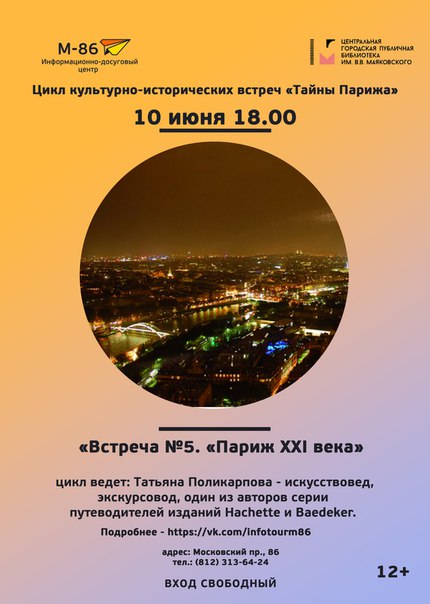 М-86
Информационно-досуговый
центр
ЦЕНТРАЛЬНАЯ
ГОРОДСКАЯ ПУБЛИЧНАЯ
БИБЛИОТЕКА
ИМ. В.В. МАЯКОВСКОГО
Цикл культурно-исторических встреч «Тайны Парижа»
10 июня 18.00
«Встреча №5. «Париж XXI века»
цикл ведет: Татьяна Поликарпова - искусствовед,
экскурсовод, один из авторов серии
путеводителей изданий Hachette и Baedeker.
Подробнее - https://vk.com/infotourm86
адрес: Московский пр., 86
тел.: (812) 313-64-24
12+
ВХОД СВОБОДНЫЙ